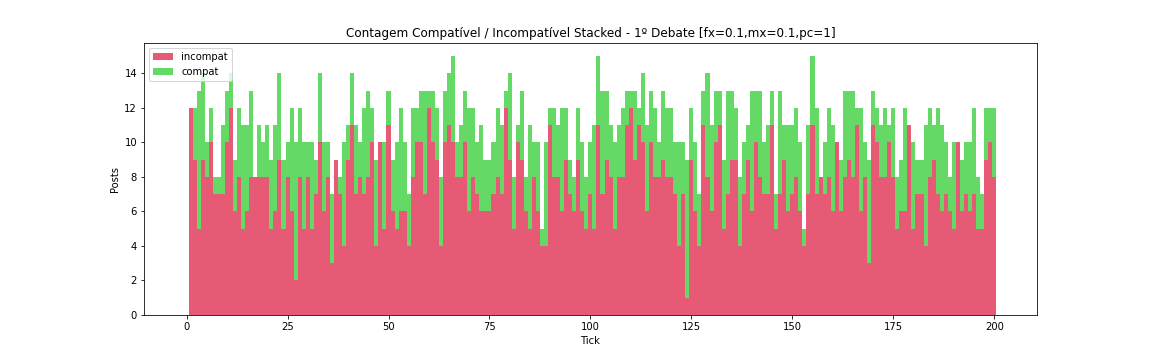 Contagem Compatível / Incompatível Stacked - 1º Debate [fx=0.1,mx=0.1,pc=1]
incompat
compat
14
12
10
8
6
4
2
0
Posts
0 25 50 75 100 125 150 175 200
Tick